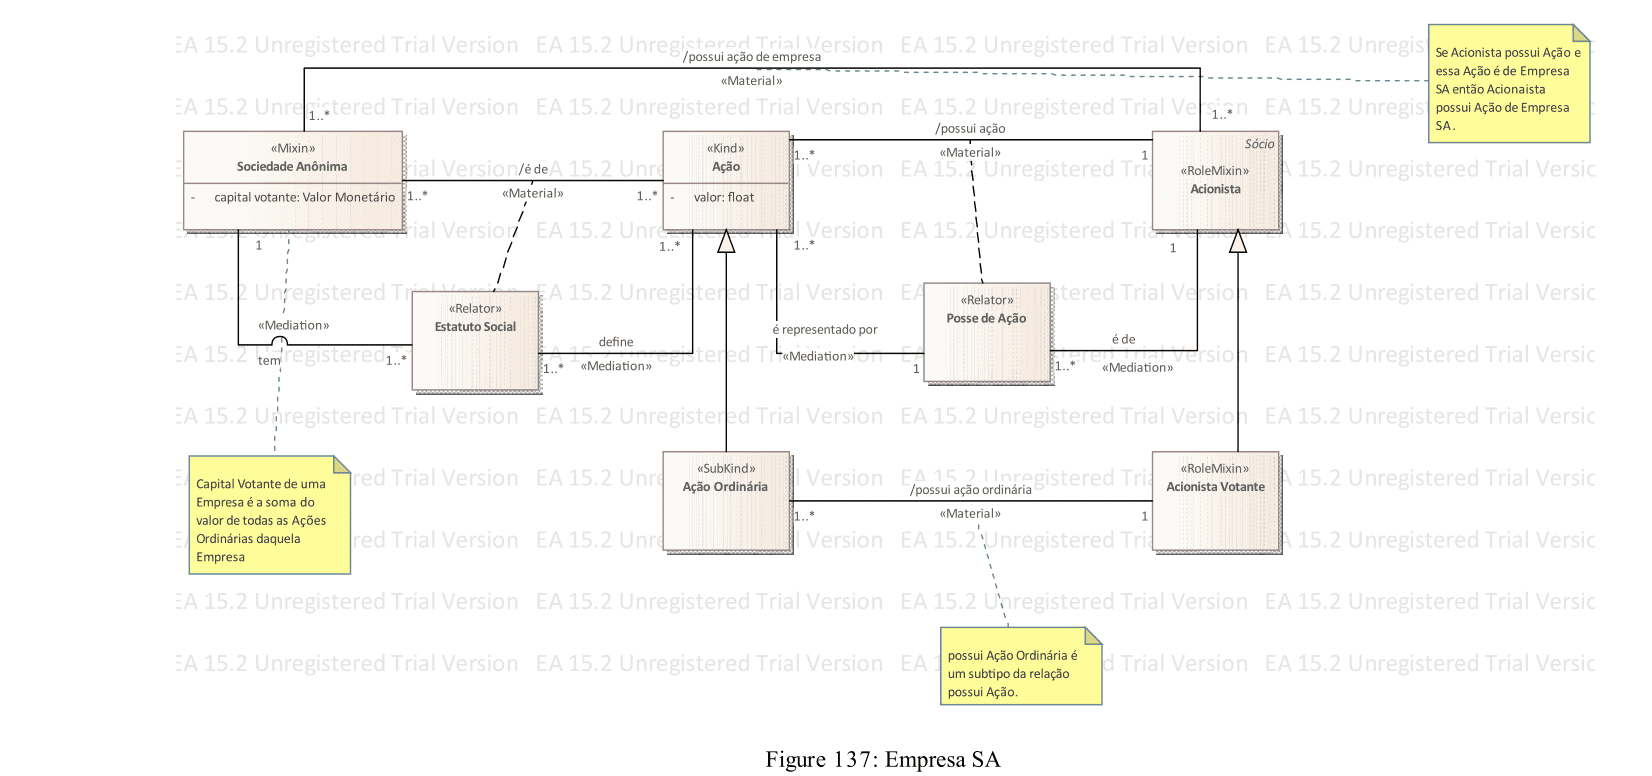 EA 15.2 Unregistered Trial Version EA 15.2 Unregistered Trial Version EA 15.2 Unregistered Trial Version EA 15.2 Unregistered Trial Versic
/possui ação de empresa
«Material»
Se Acionista possui Ação e
essa Ação é de Empresa
SA então Acionaista
possui Ação de Empresa
SA.
1..*
1..*
«Mixin»
Sociedade Anônima
- capital votante: Valor Monetário
/é de
«Material»
1..*
1..*
«Kind»
Ação
- valor: float
/possui ação
«Material»
1..*
1
Sócio
«RoleMixin»
Acionista
1
1..*
1..*
1
«Mediation»
tem
1..*
«Relator»
Estatuto Social
define
«Mediation»
1..*
é representado por
«Mediation»
1
«Relator»
Posse de Ação
é de
«Mediation»
1..*
Capital Votante de uma
Empresa é a soma do
valor de todas as Ações
Ordinárias daquela
Empresa
«SubKind»
Ação Ordinária
/possui ação ordinária
«Material»
1..*
1
«RoleMixin»
Acionista Votante
possui Ação Ordinária é
um subtipo da relação
possui Ação.
Figure 137: Empresa SA